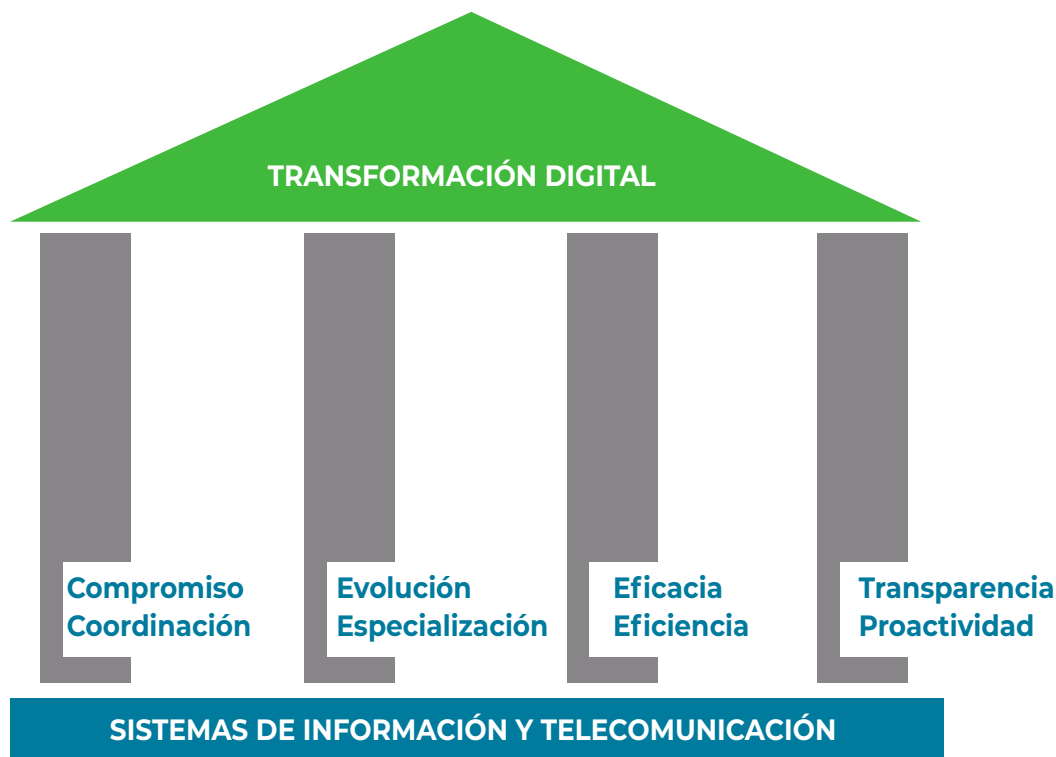 TRANSFORMACIÓN DIGITAL
Compromiso
Coordinación
Evolución
Especialización
Eficacia
Eficiencia
Transparencia
Proactividad
SISTEMAS DE INFORMACIÓN Y TELECOMUNICACIÓN